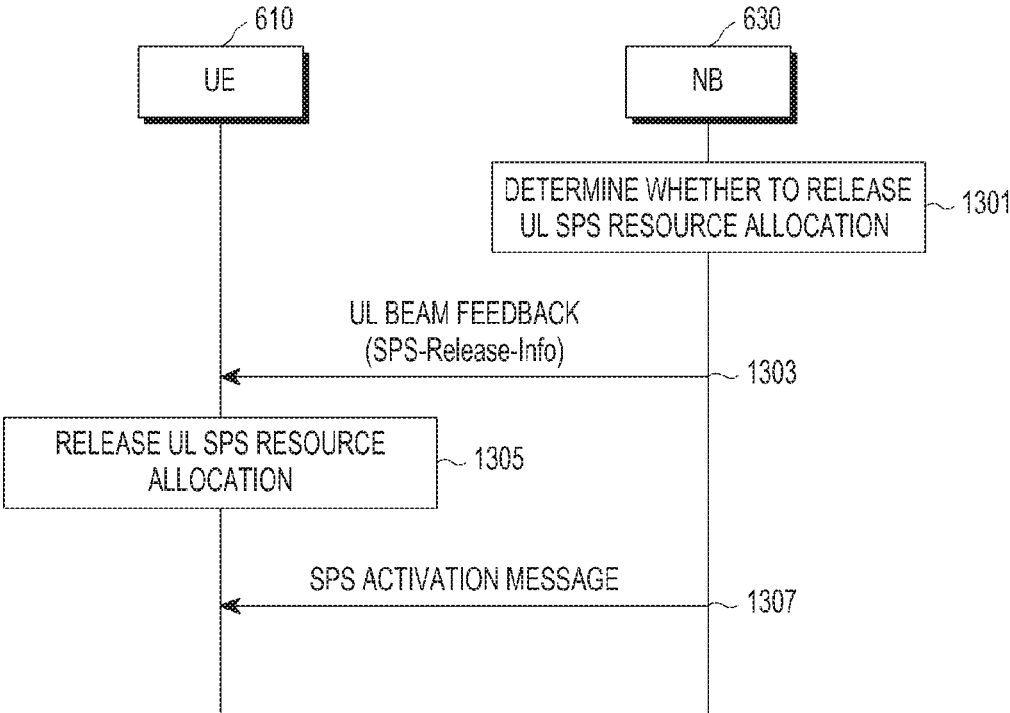 610
630
UE
NB
DETERMINE WHETHER TO RELEASE
UL SPS RESOURCE ALLOCATION
1301
UL BEAM FEEDBACK
(SPS-Release-Info)
1303
RELEASE UL SPS RESOURCE
ALLOCATION
1305
SPS ACTIVATION MESSAGE
1307